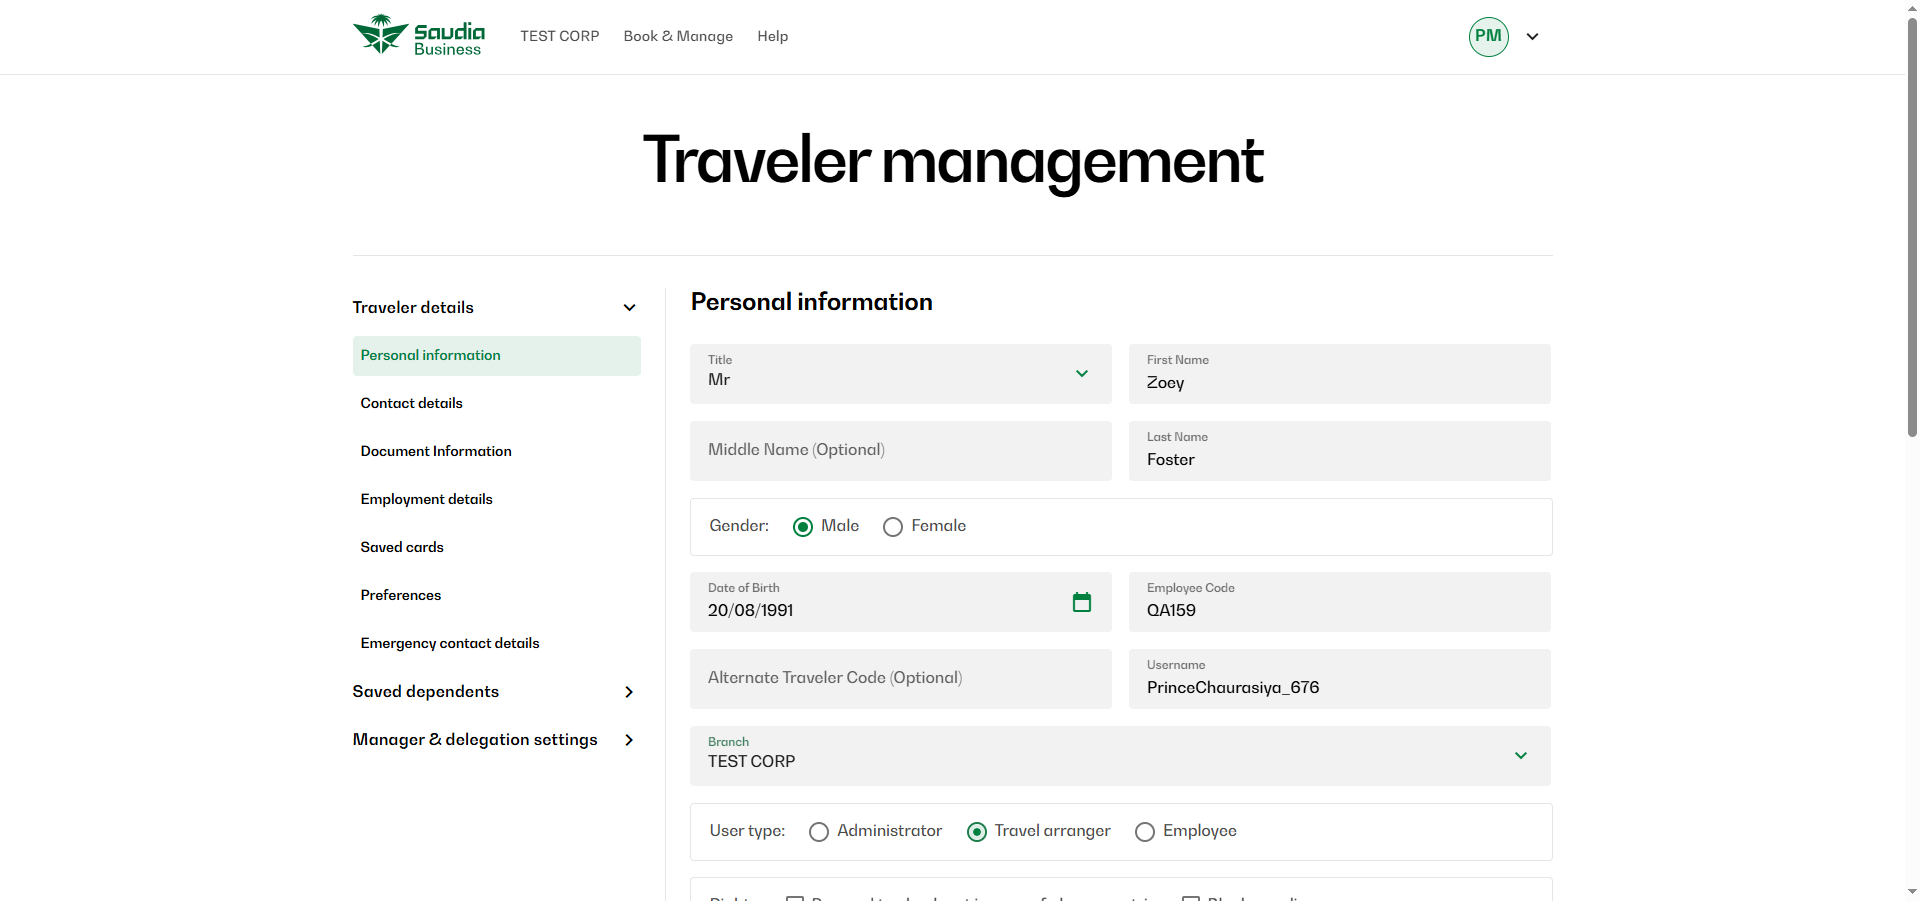 Saudia
Business
TEST CORP
Book & Manage
Help
PM
Traveler management
Traveler details
Personal information
Contact details
Document Information
Employment details
Saved cards
Preferences
Emergency contact details
Saved dependents
Manager & delegation settings
Personal information
Title
Mr
First Name
Zoey
Middle Name (Optional)
Last Name
Foster
Gender: Male Female
Date of Birth
20/08/1991
Employee Code
QA159
Alternate Traveler Code (Optional)
Username
PrinceChaurasiya_676
Branch
TEST CORP
User type: Administrator Travel arranger Employee